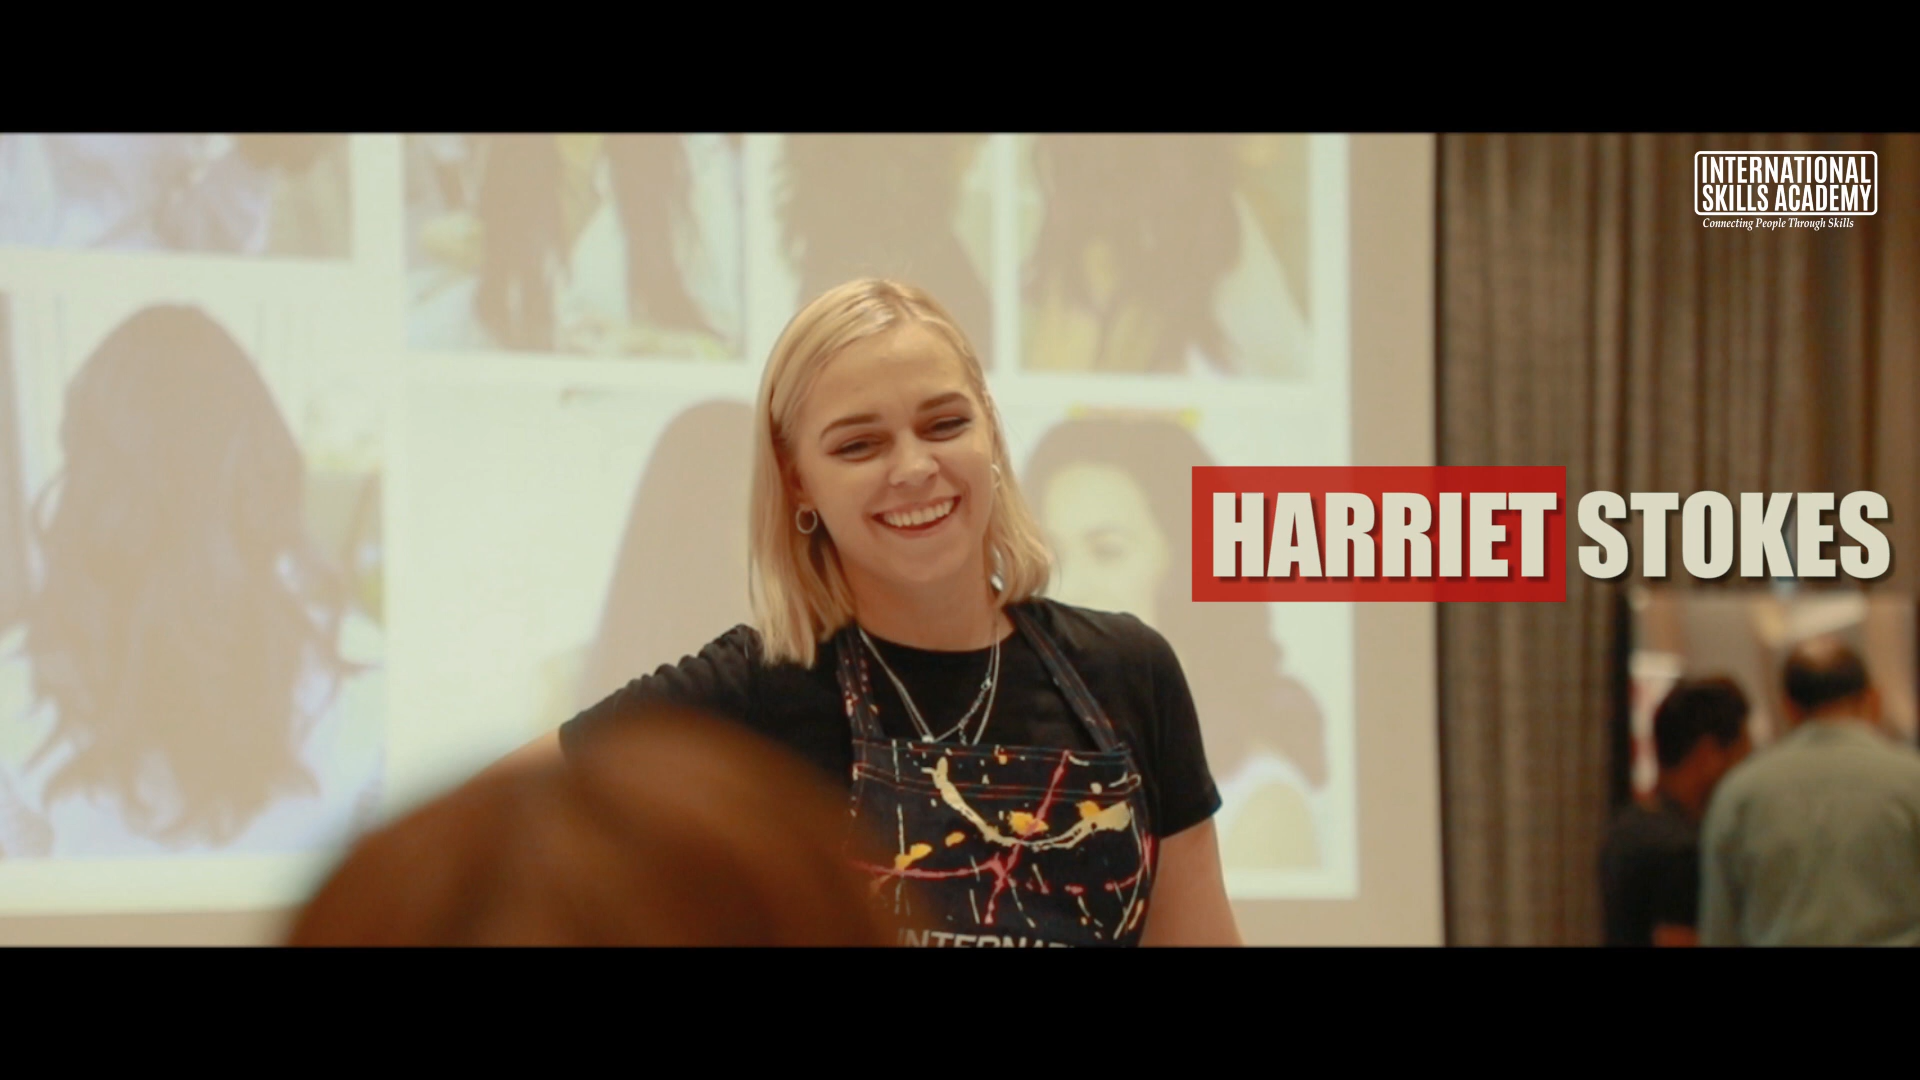 INTERNATIONAL
SKILLS ACADEMY
Connecting People Through Skills
HARRIET STOKES